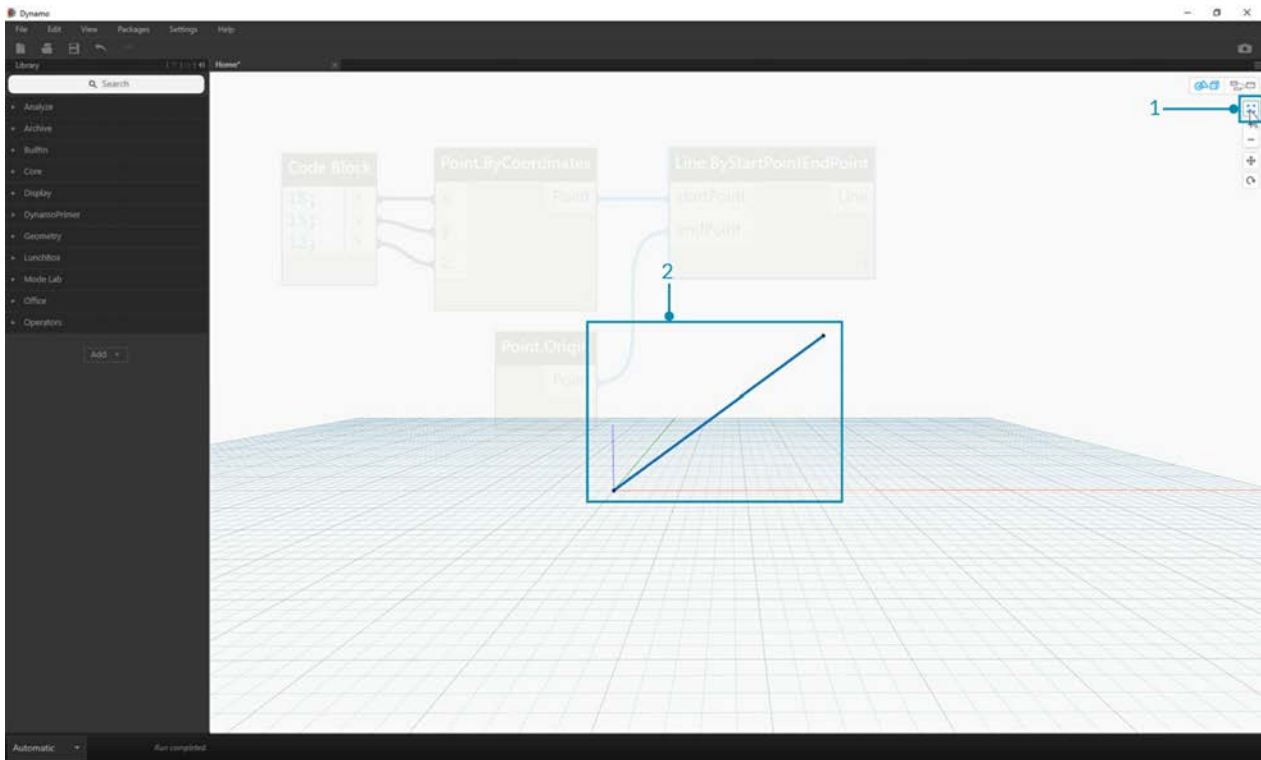 Dynamo
File Edit View Packages Settings Help
Library
Home*
Search
Analyze
Archive
BuiltIn
Core
Display
DynamoPrimer
Geometry
LunchBox
Mode Lab
Office
Operators
Add
1
2
Code Block
Point.ByCoordinates
Point
Line.ByStartPointEndPoint
startPoint
Line
endPoint
Point.Origin
Point
Automatic
Run completed.